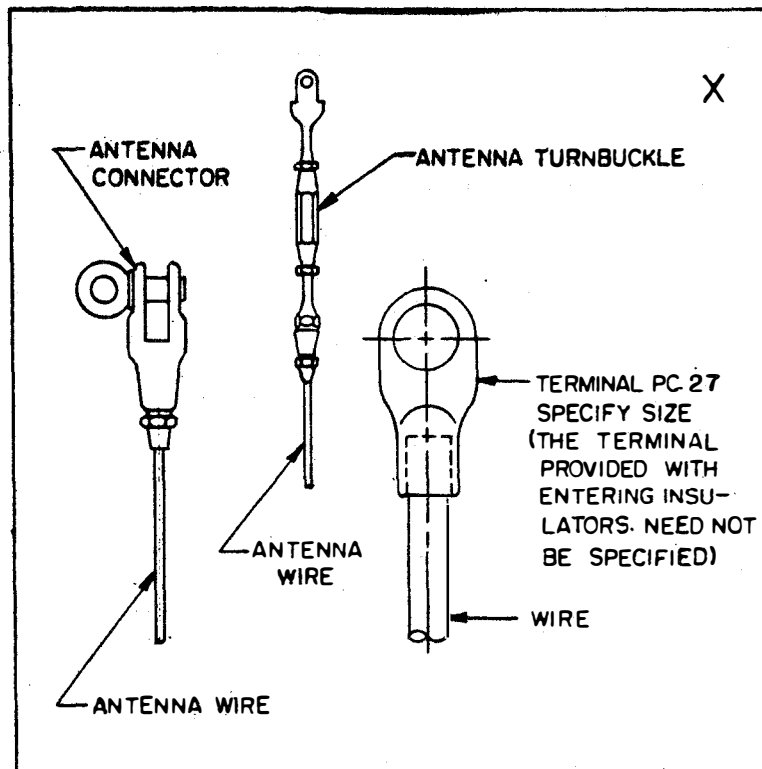 X
ANTENNA
CONNECTOR
ANTENNA TURNBUCKLE
TERMINAL PC. 27
SPECIFY SIZE
(THE TERMINAL
PROVIDED WITH
ENTERING INSU-
LATORS. NEED NOT
BE SPECIFIED)
ANTENNA
WIRE
WIRE
ANTENNA WIRE